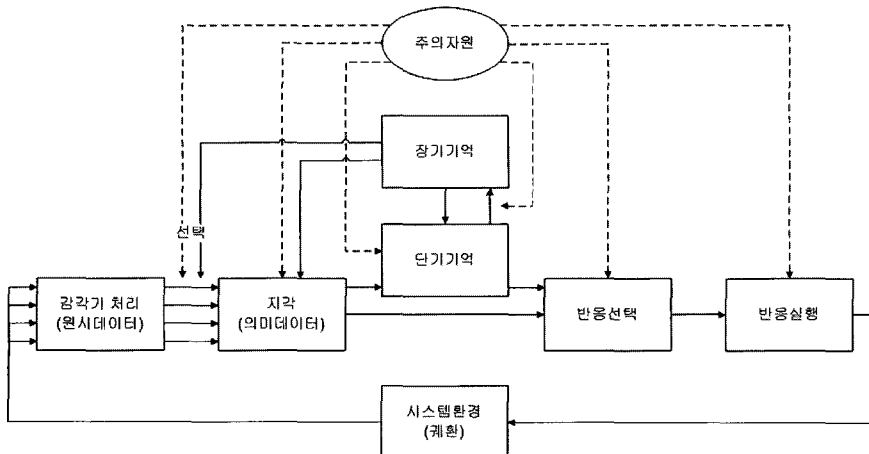 주의자원
장기기억
선택
단기기억
감각기 처리
(원시데이터)
지각
(의미데이터)
반응선택
반응실행
시스템환경
(궤환)